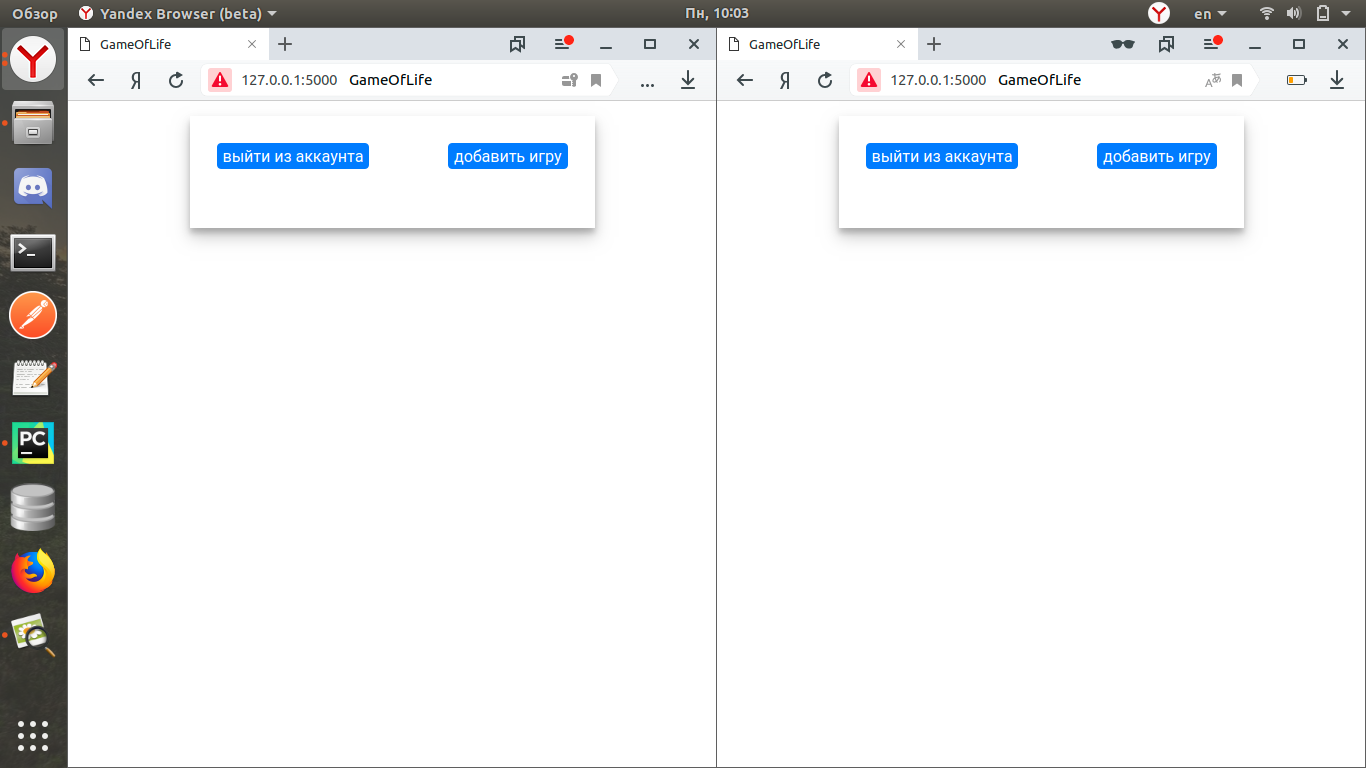 Обзор Yandex Browser (beta) Пн, 10:03 en
GameOfLife GameOfLife
Я 127.0.0.1:5000 GameOfLife Я 127.0.0.1:5000 GameOfLife
выйти из аккаунта добавить игру выйти из аккаунта добавить игру
PC